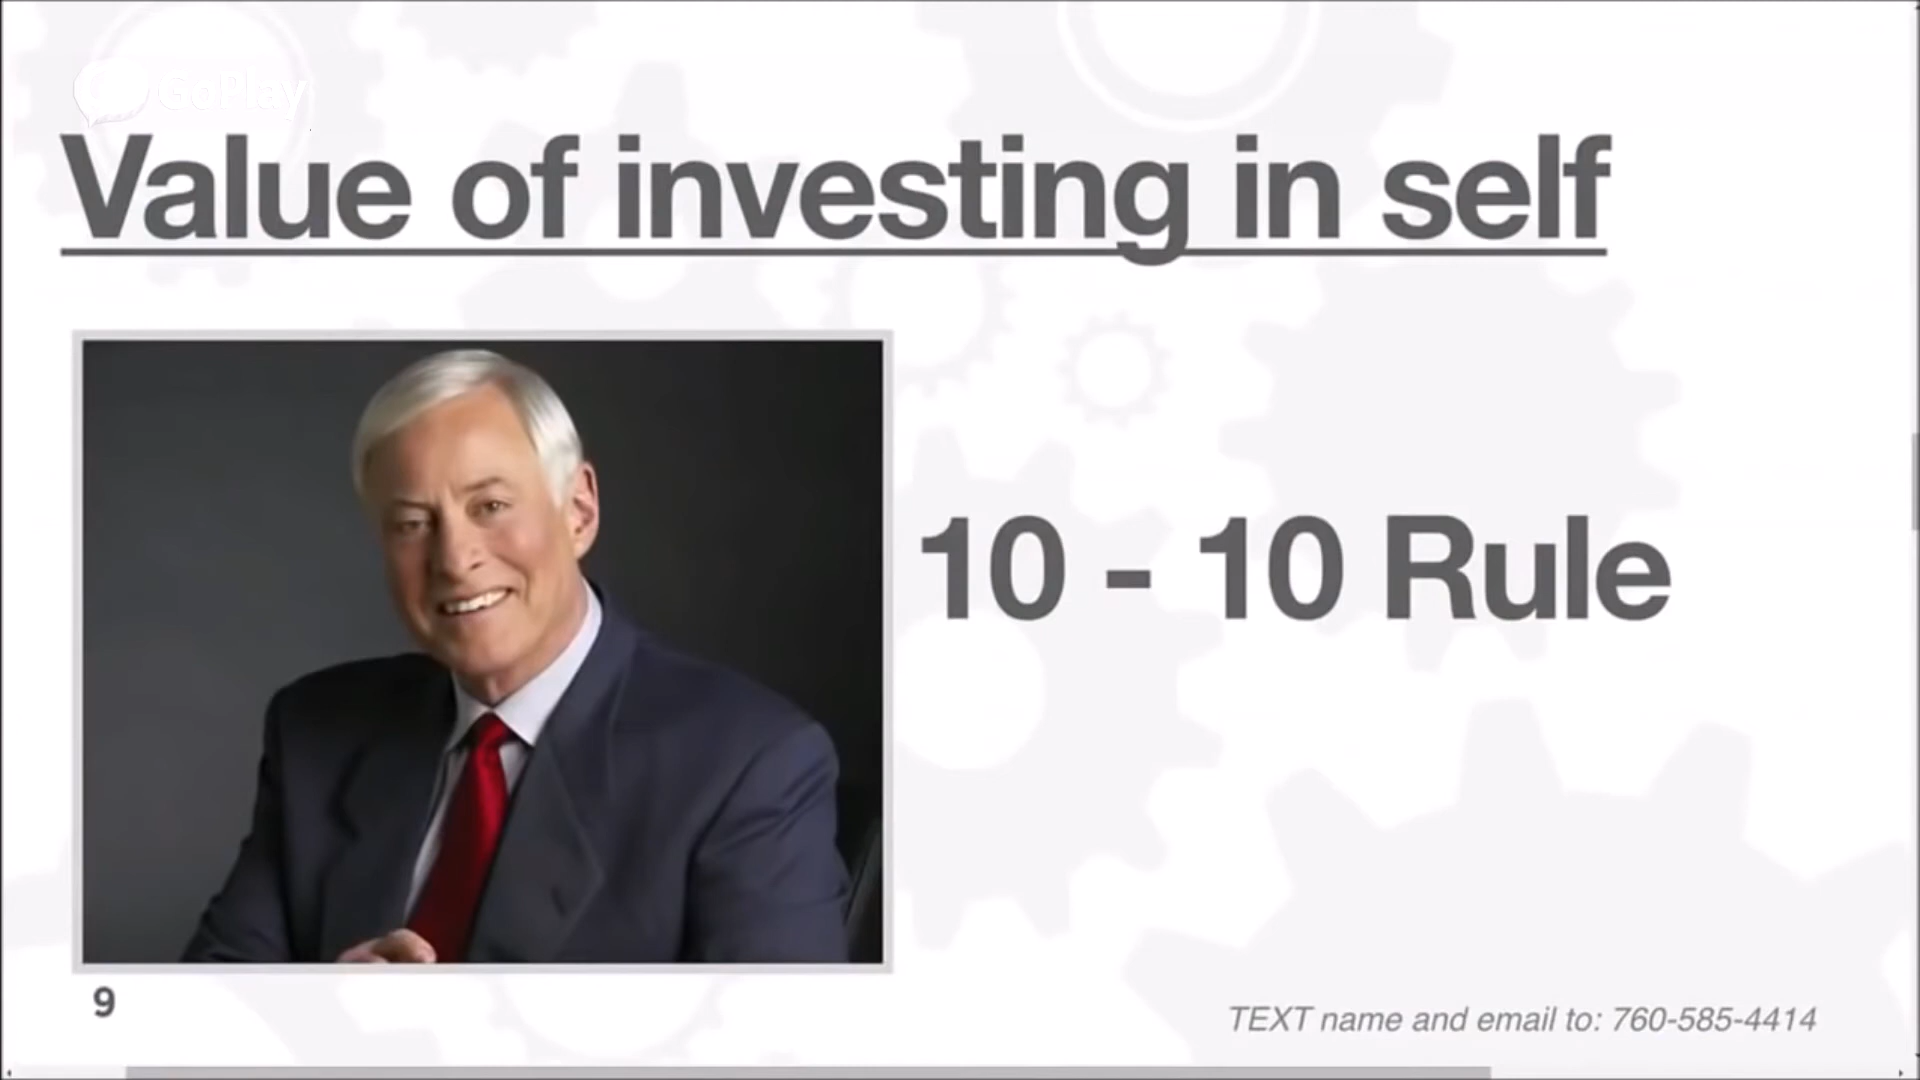 GoPlay
Value of investing in self
10 - 10 Rule
9
TEXT name and email to: 760-585-4414